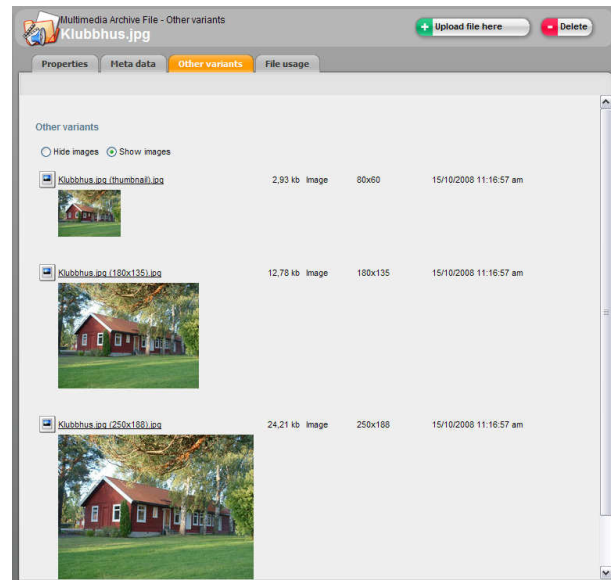 Multimedia Archive File - Other variants
Klubbhus.jpg
Upload file here
Delete
Properties Meta data Other variants File usage
Other variants
Hide images Show images
Klubbhus.jpg (thumbnail).jpg 2,93 kb Image 80x60 15/10/2008 11:16:57 am
Klubbhus.jpg (180x135).jpg 12,78 kb Image 180x135 15/10/2008 11:16:57 am
Klubbhus.jpg (250x188).jpg 24,21 kb Image 250x188 15/10/2008 11:16:57 am